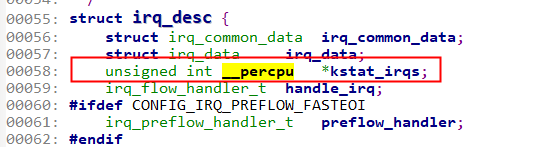 00055: struct irq_desc {
00056: struct irq_common_data irq_common_data;
00057: struct irq_data irq_data;
00058: unsigned int __percpu *kstat_irqs;
00059: irq_flow_handler_t handle_irq;
00060: #ifdef CONFIG_IRQ_PREFLOW_FASTEOI
00061: irq_preflow_handler_t preflow_handler;
00062: #endif